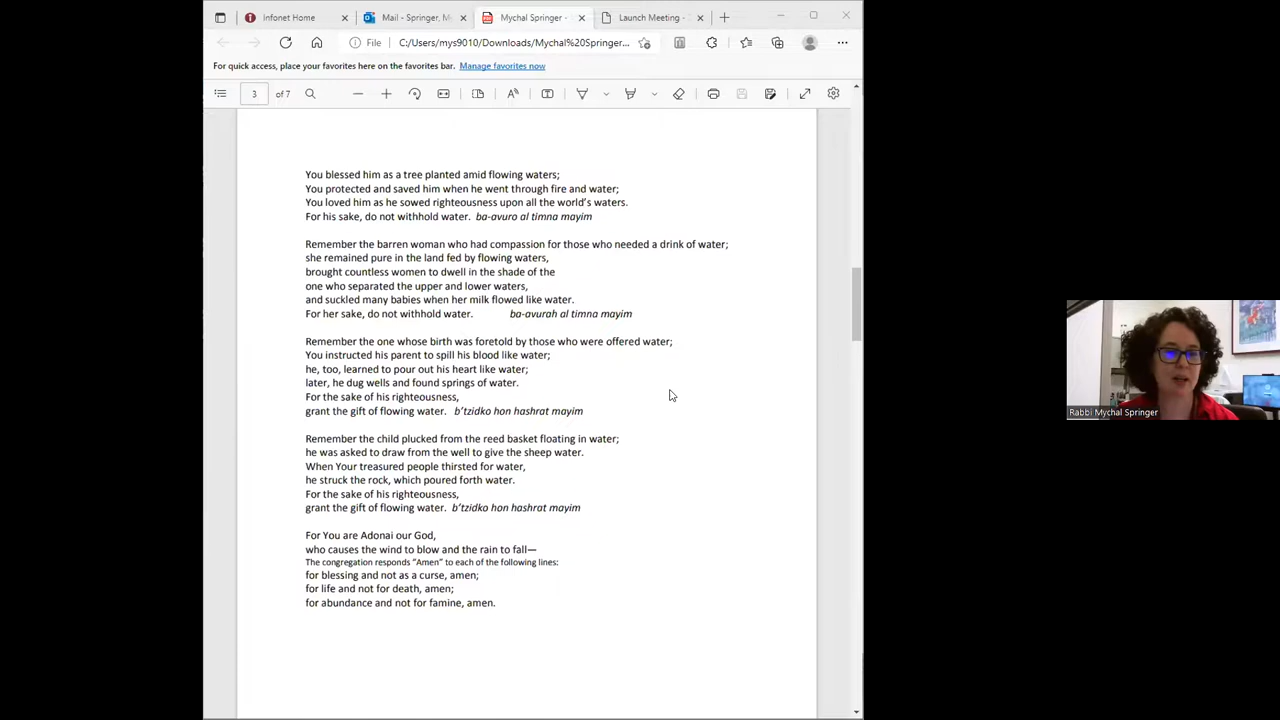 infonet Home
Mail - Springer, M
Mychal Springer -
Launch Meeting -
File
C:/Users/mys9010/Downloads/Mychal%20Springer...
For quick access, place your favorites here on the favorites bar. Manage favorites now
3 of 7
You blessed him as a tree planted amid flowing waters;
You protected and saved him when he went through fire and water;
You loved him as he sowed righteousness upon all the world's waters.
For his sake, do not withhold water. ba-avuro al timna mayim
Remember the barren woman who had compassion for those who needed a drink of water;
she remained pure in the land fed by flowing waters,
brought countless women to dwell in the shade of the
one who separated the upper and lower waters,
and suckled many babies when her milk flowed like water.
For her sake, do not withhold water. ba-avurah al timna mayim
Remember the one whose birth was foretold by those who were offered water;
You instructed his parent to spill his blood like water;
he, too, learned to pour out his heart like water;
later, he dug wells and found springs of water.
For the sake of his righteousness,
grant the gift of flowing water. b'tzidko hon hashrat mayim
Remember the child plucked from the reed basket floating in water;
he was asked to draw from the well to give the sheep water.
When Your treasured people thirsted for water,
he struck the rock, which poured forth water.
For the sake of his righteousness,
grant the gift of flowing water. b'tzidko hon hashrat mayim
For You are Adonai our God,
who causes the wind to blow and the rain to fall—
The congregation responds "Amen" to each of the following lines:
for blessing and not as a curse, amen;
for life and not for death, amen;
for abundance and not for famine, amen.
Rabbi Mychal Springer